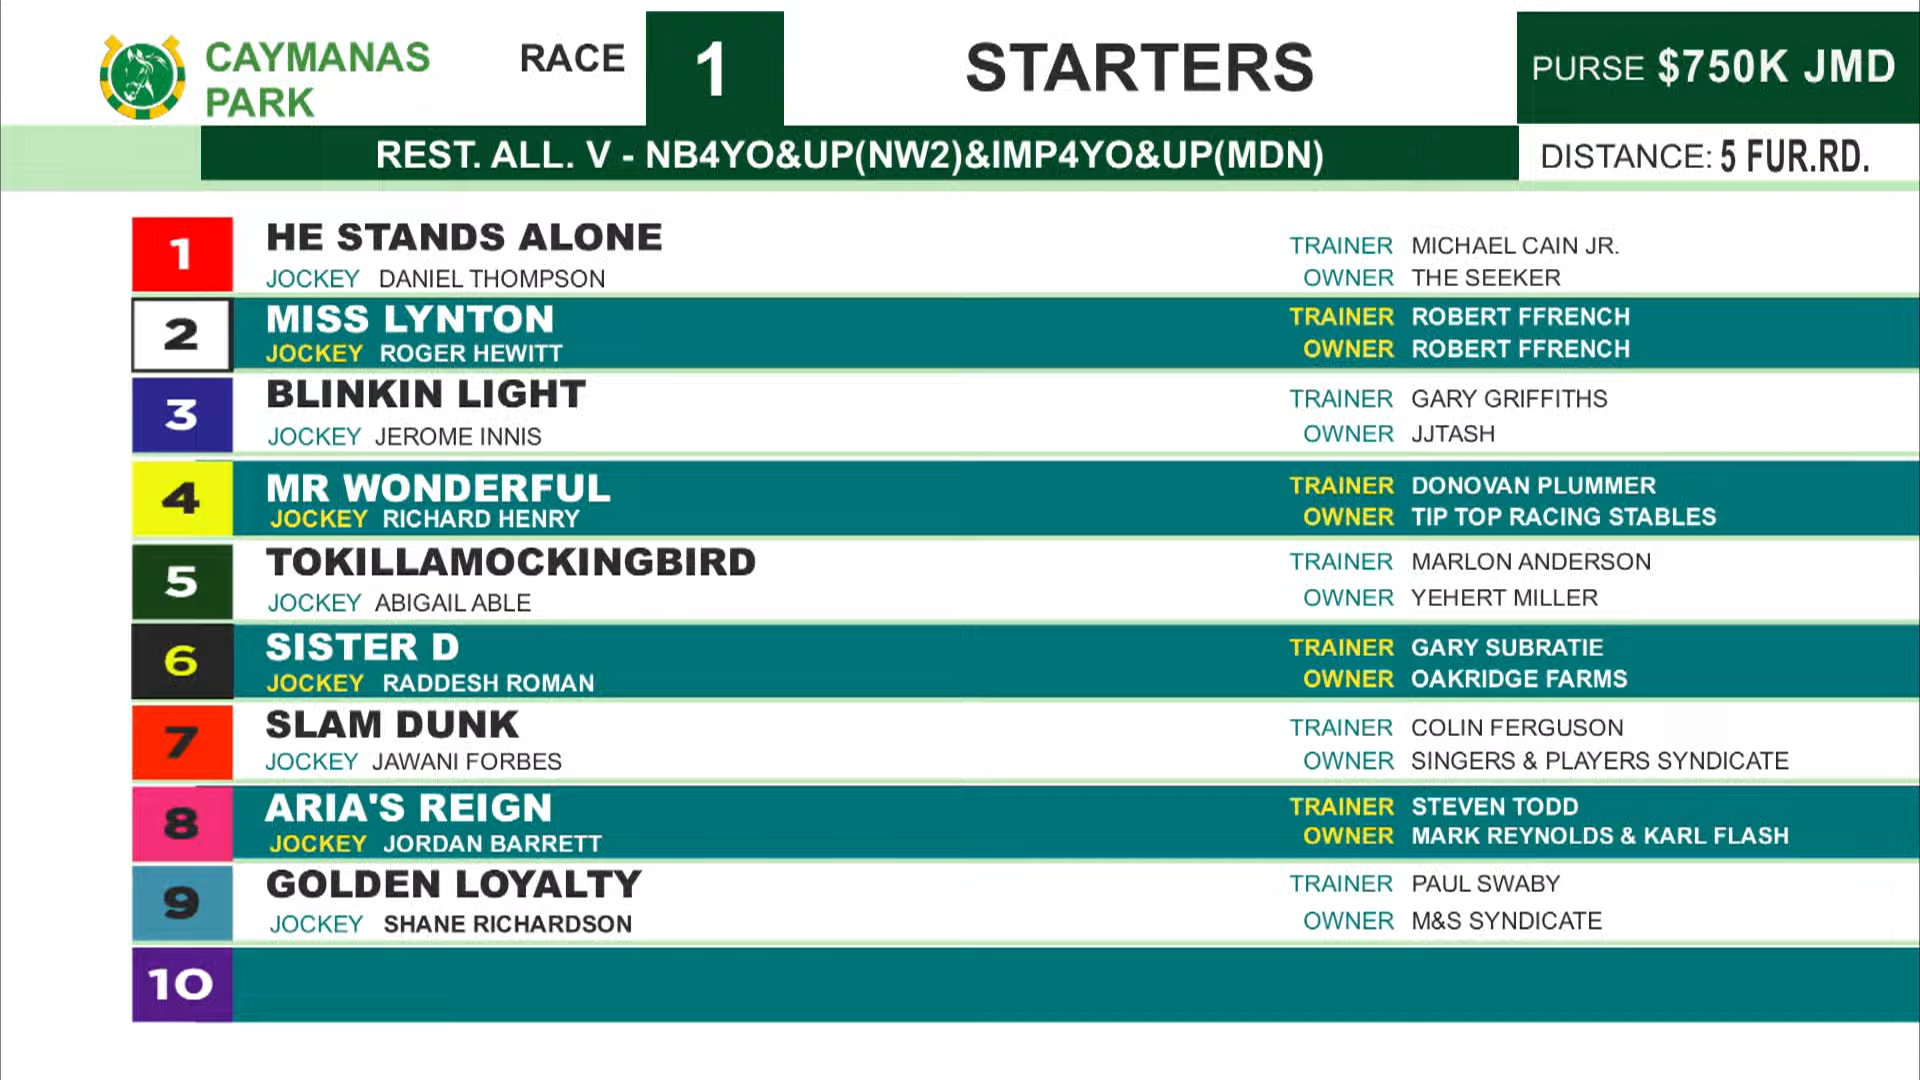 CAYMANAS
PARK
RACE 1
STARTERS
PURSE $750K JMD
REST. ALL. V - NB4YO&UP(NW2)&IMP4YO&UP(MDN)
DISTANCE: 5 FUR.RD.
1
HE STANDS ALONE
JOCKEY DANIEL THOMPSON
TRAINER MICHAEL CAIN JR.
OWNER THE SEEKER
2
MISS LYNTON
JOCKEY ROGER HEWITT
TRAINER ROBERT FFRENCH
OWNER ROBERT FFRENCH
3
BLINKIN LIGHT
JOCKEY JEROME INNIS
TRAINER GARY GRIFFITHS
OWNER JJTASH
4
MR WONDERFUL
JOCKEY RICHARD HENRY
TRAINER DONOVAN PLUMMER
OWNER TIP TOP RACING STABLES
5
TOKILLAMOCKINGBIRD
JOCKEY ABIGAIL ABLE
TRAINER MARLON ANDERSON
OWNER YEHERT MILLER
6
SISTER D
JOCKEY RADDESH ROMAN
TRAINER GARY SUBRATIE
OWNER OAKRIDGE FARMS
7
SLAM DUNK
JOCKEY JAWANI FORBES
TRAINER COLIN FERGUSON
OWNER SINGERS & PLAYERS SYNDICATE
8
ARIA'S REIGN
JOCKEY JORDAN BARRETT
TRAINER STEVEN TODD
OWNER MARK REYNOLDS & KARL FLASH
9
GOLDEN LOYALTY
JOCKEY SHANE RICHARDSON
TRAINER PAUL SWABY
OWNER M&S SYNDICATE
10